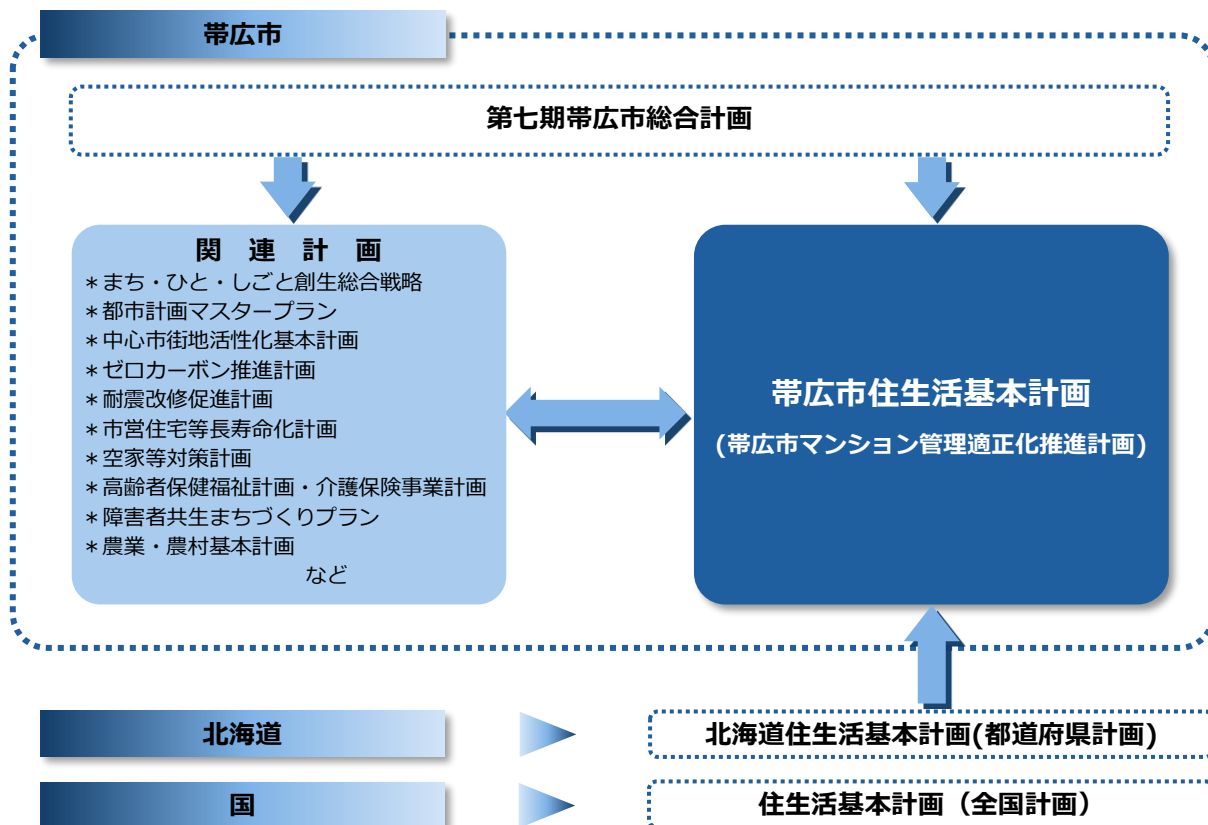 帯広市
第七期帯広市総合計画
関 連 計 画
＊まち・ひと・しごと創生総合戦略
＊都市計画マスタープラン
＊中心市街地活性化基本計画
＊ゼロカーボン推進計画
＊耐震改修促進計画
＊市営住宅等長寿命化計画
＊空家等対策計画
＊高齢者保健福祉計画・介護保険事業計画
＊障害者共生まちづくりプラン
＊農業・農村基本計画
など
帯広市住生活基本計画
(帯広市マンション管理適正化推進計画)
北海道
北海道住生活基本計画(都道府県計画)
国
住生活基本計画（全国計画）